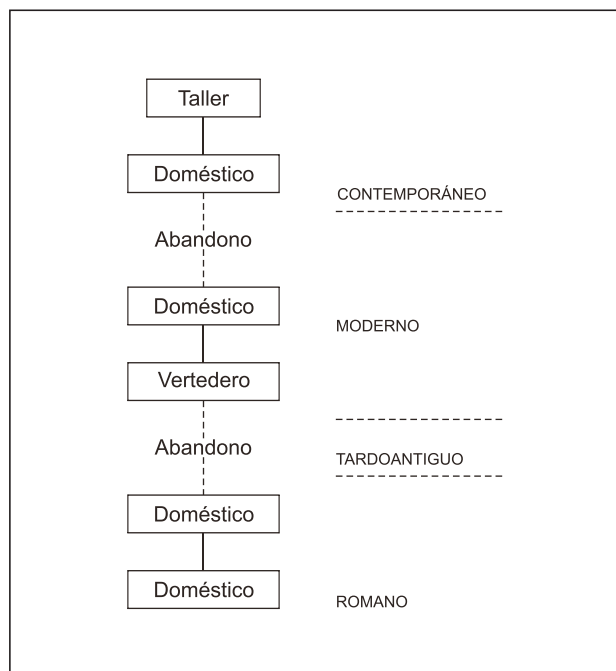 Taller
Doméstico
CONTEMPORÁNEO
Abandono
Doméstico
MODERNO
Vertedero
Abandono
TARDOANTIGUO
Doméstico
Doméstico
ROMANO